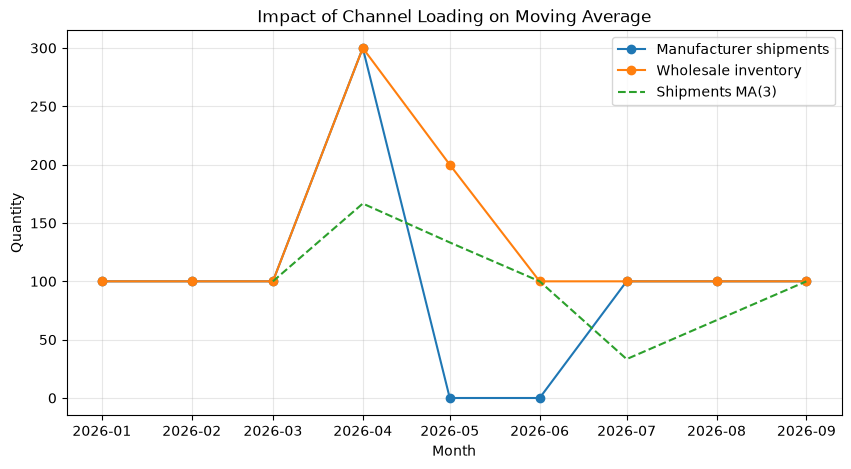 Impact of Channel Loading on Moving Average
Manufacturer shipments
Wholesale inventory
Shipments MA(3)
Quantity
300
250
200
150
100
50
0
2026-01 2026-02 2026-03 2026-04 2026-05 2026-06 2026-07 2026-08 2026-09
Month